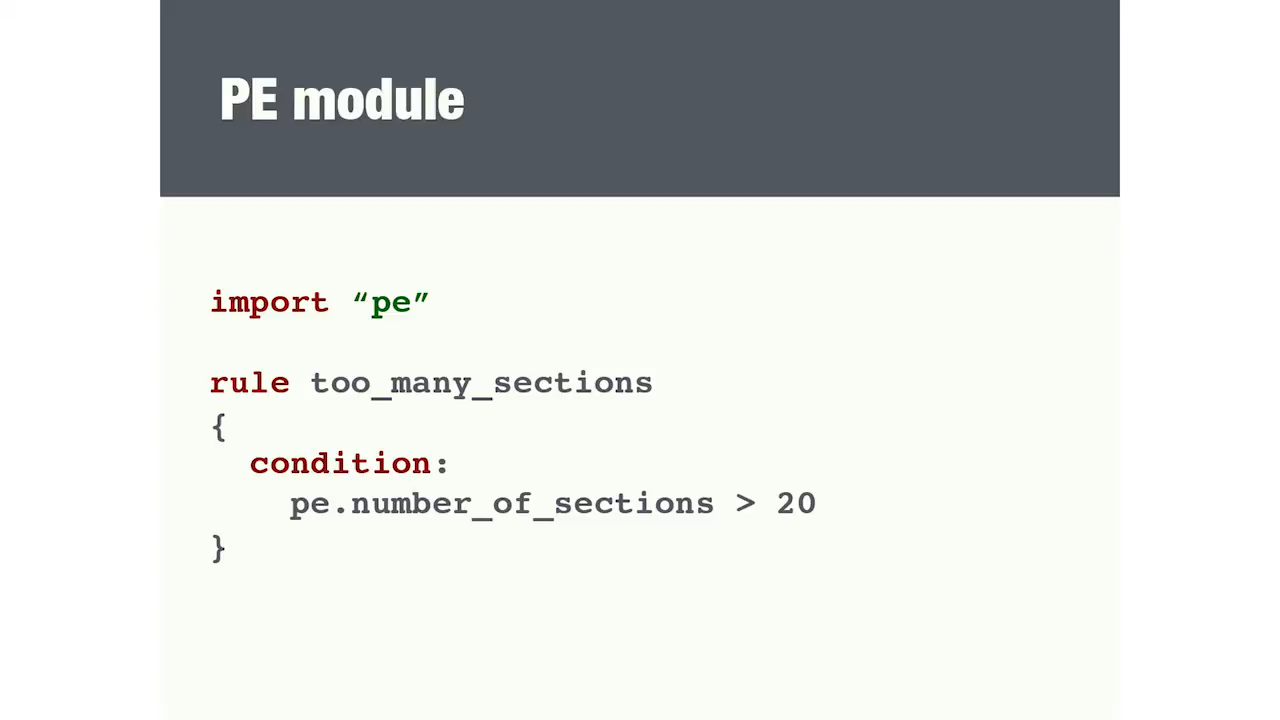 PE module
import “pe”
rule too_many_sections
{
condition:
pe.number_of_sections > 20
}